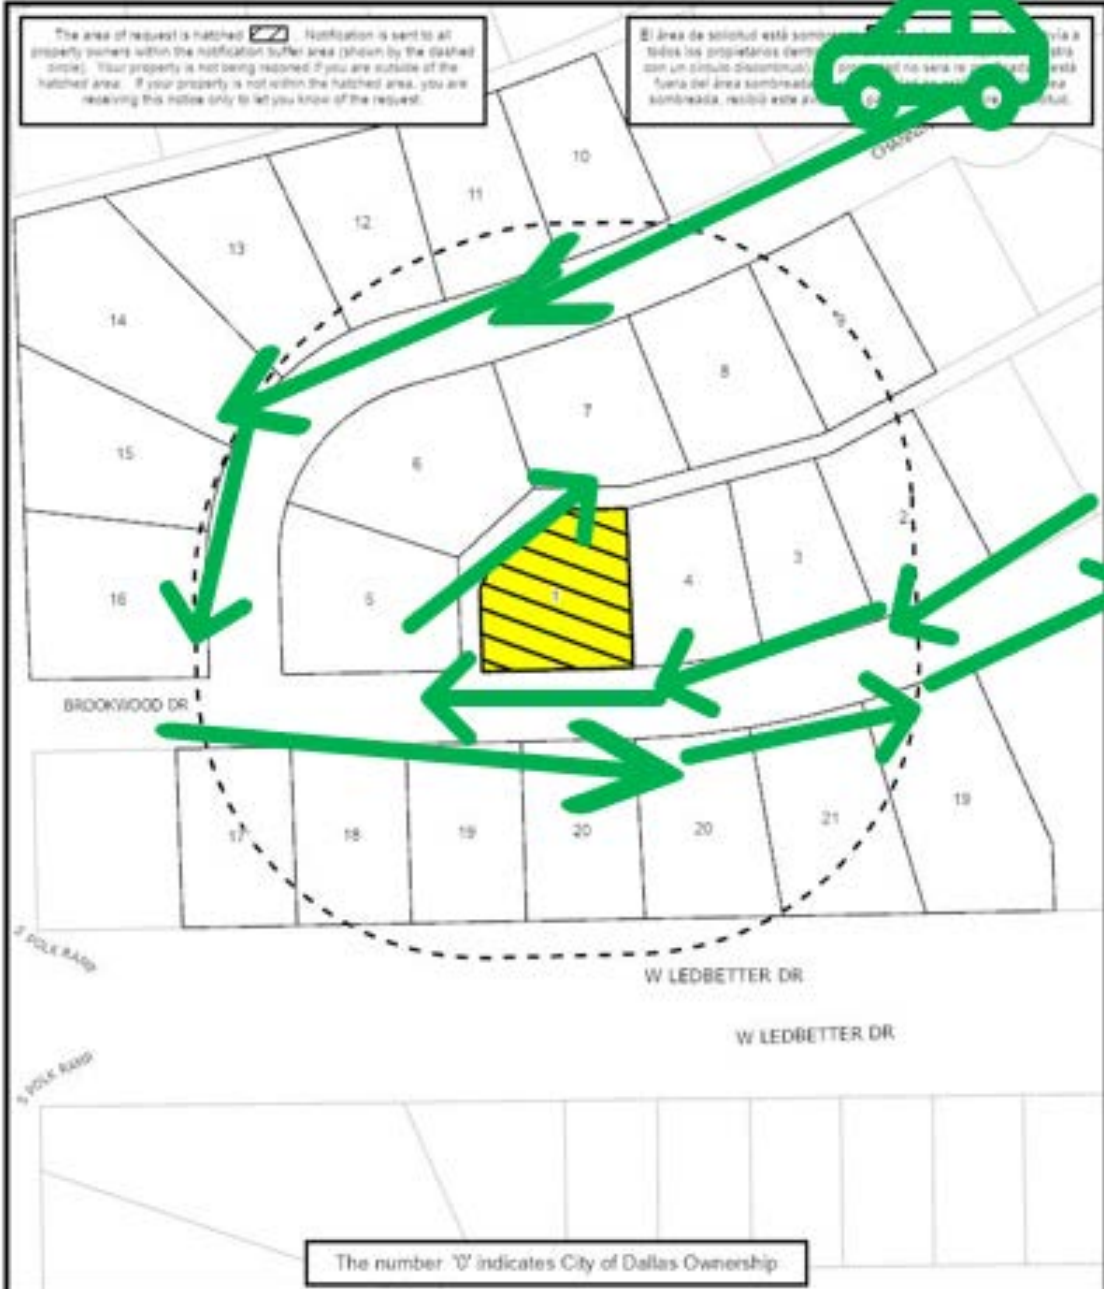 The area of request is hatched. Notification is sent to all
property owners within the notification buffer area (shown by the dashed
circle). Your property is not being rezoned if you are outside of the
hatched area. If your property is not within the hatched area, you are
receiving this notice only to let you know of the request.
El área de solicitud está
todos los propietarios
con un círculo discontinuo). no será
fuera del área sombreada
sombreada, recibió este
10
11
12
13
14
9
8
7
15
6
2
3
4
1
5
16
BROOKWOOD DR
17
18
19
20
20
21
19
S POLK RAMP
W LEDBETTER DR
W LEDBETTER DR
S POLK RAMP
The number '0' indicates City of Dallas Ownership